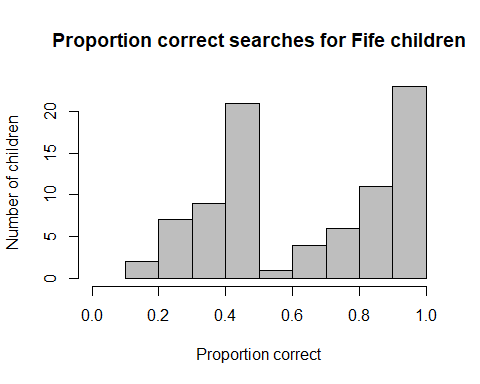 Proportion correct searches for Fife children
Number of children
20
15
10
5
0
0.0 0.2 0.4 0.6 0.8 1.0
Proportion correct